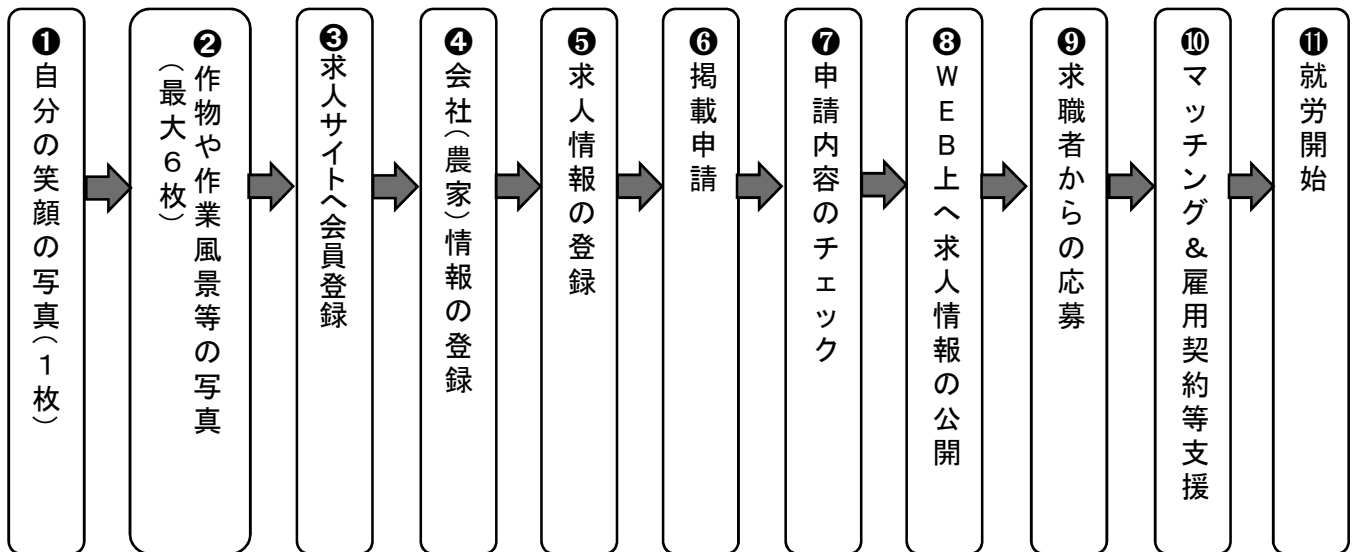 ❶自分の笑顔の写真（1枚）
❷作物や作業風景等の写真
（最大6枚）
❸求人サイトへ会員登録
❹会社（農家）情報の登録
❺求人情報の登録
❻掲載申請
❼申請内容のチェック
❽WEB上へ求人情報の公開
❾求職者からの応募
❿マッチング＆雇用契約等支援
⓫就労開始